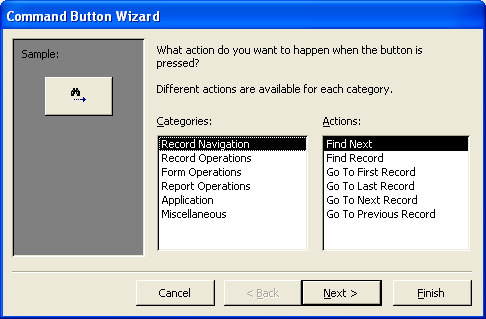 Command Button Wizard
Sample:
What action do you want to happen when the button is
pressed?
Different actions are available for each category.
Categories:
Record Navigation
Record Operations
Form Operations
Report Operations
Application
Miscellaneous
Actions:
Find Next
Find Record
Go To First Record
Go To Last Record
Go To Next Record
Go To Previous Record
Cancel
< Back
Next >
Finish